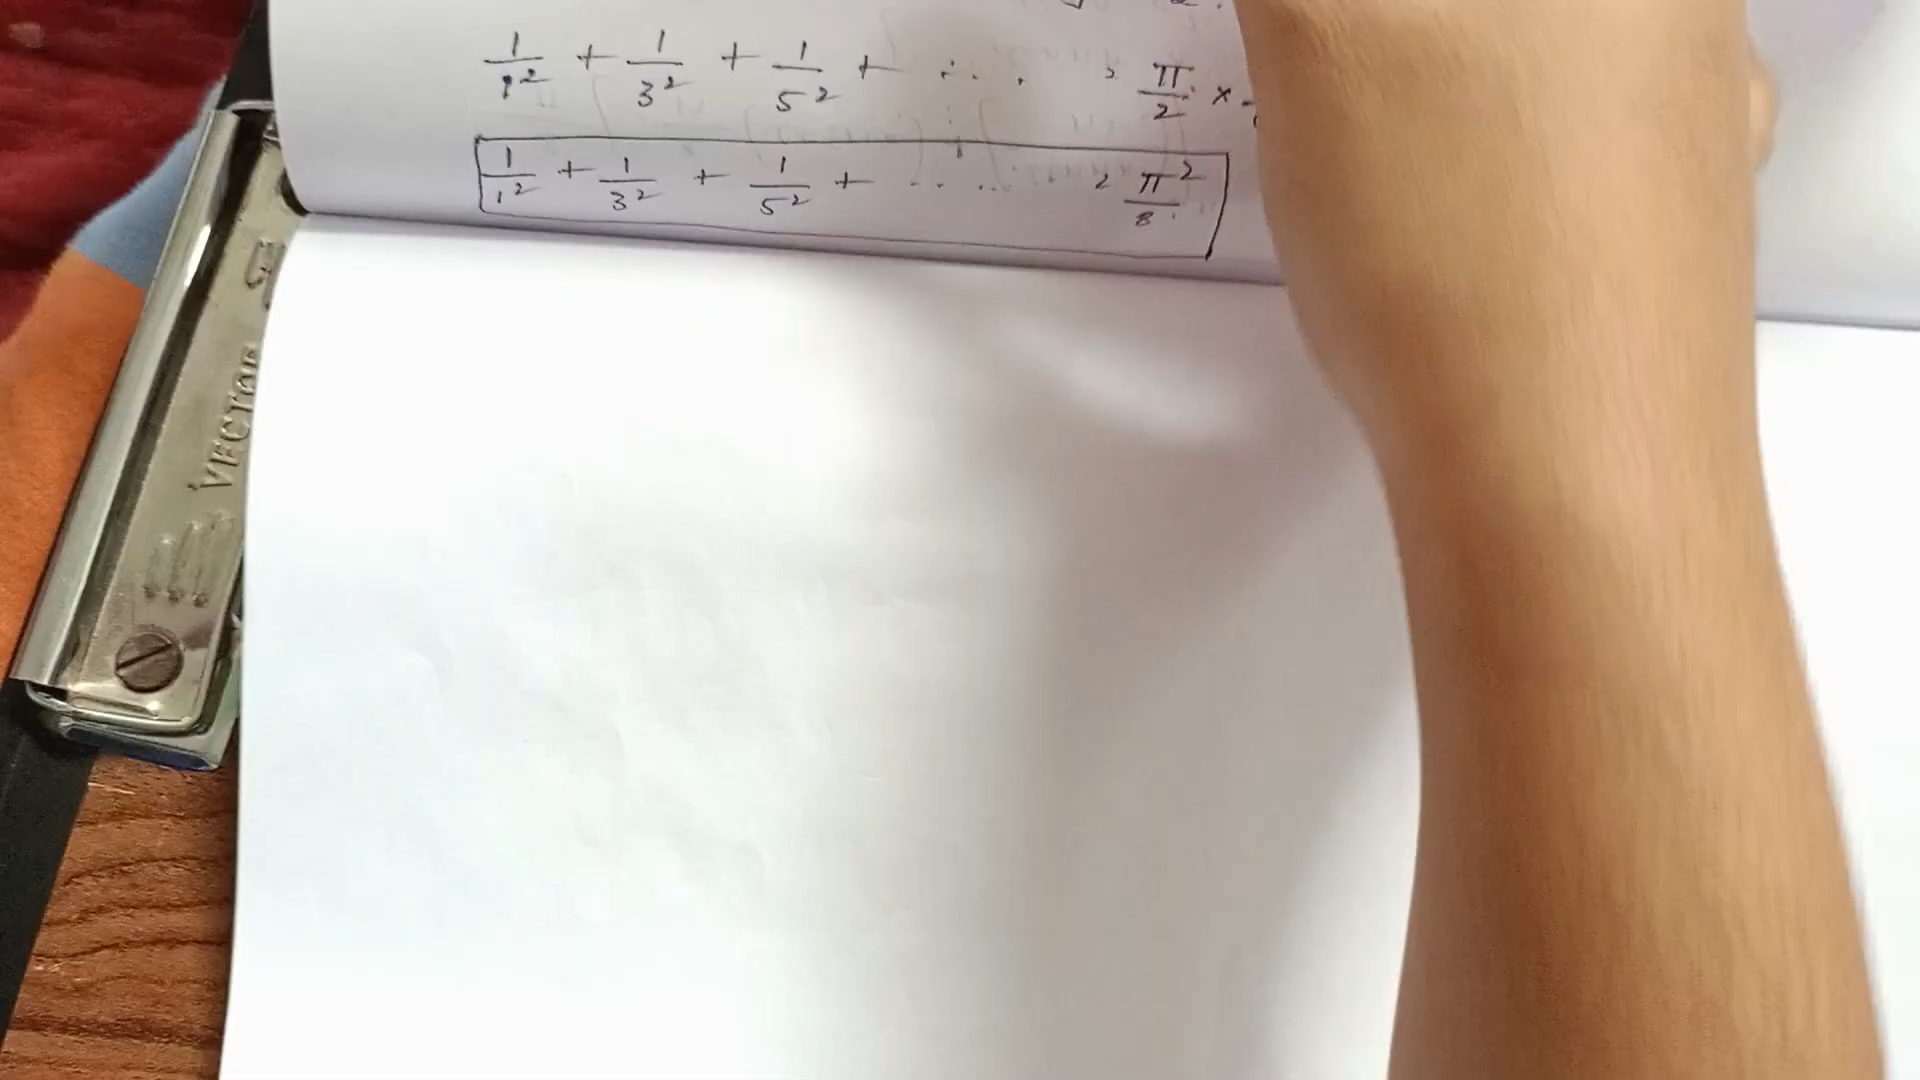 1/1² + 1/3² + 1/5² + ... = π/2 ×
1/1² + 1/3² + 1/5² + ..... = π²/8
VECTOR